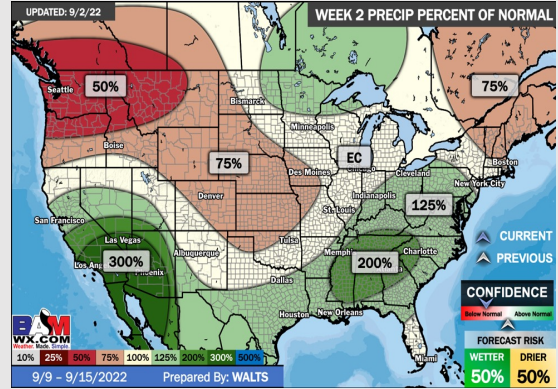 UPDATED: 9/2/22
WEEK 2 PRECIP PERCENT OF NORMAL
Seattle
50%
75%
Bismarck
Minneapolis
Boise
75%
EC
Boston
Des Moines
Cleveland
New York City
Denver
Indianapolis
125%
San Francisco
St. Louis
Las Vegas
Tulsa
CURRENT
Albuquerque
Memph
Charlotte
PREVIOUS
Los Ang
300%
200%
Phoenix
Dallas
CONFIDENCE
Houston
New Orleans
Below Normal
Above Normal
BAM
WX.COM
Weather. Made. Simple.
FORECAST RISK
10% 25% 50% 75% 100% 125% 200% 300% 500%
Miami
WETTER
DRIER
50%
50%
9/9 – 9/15/2022
Prepared By: WALTS